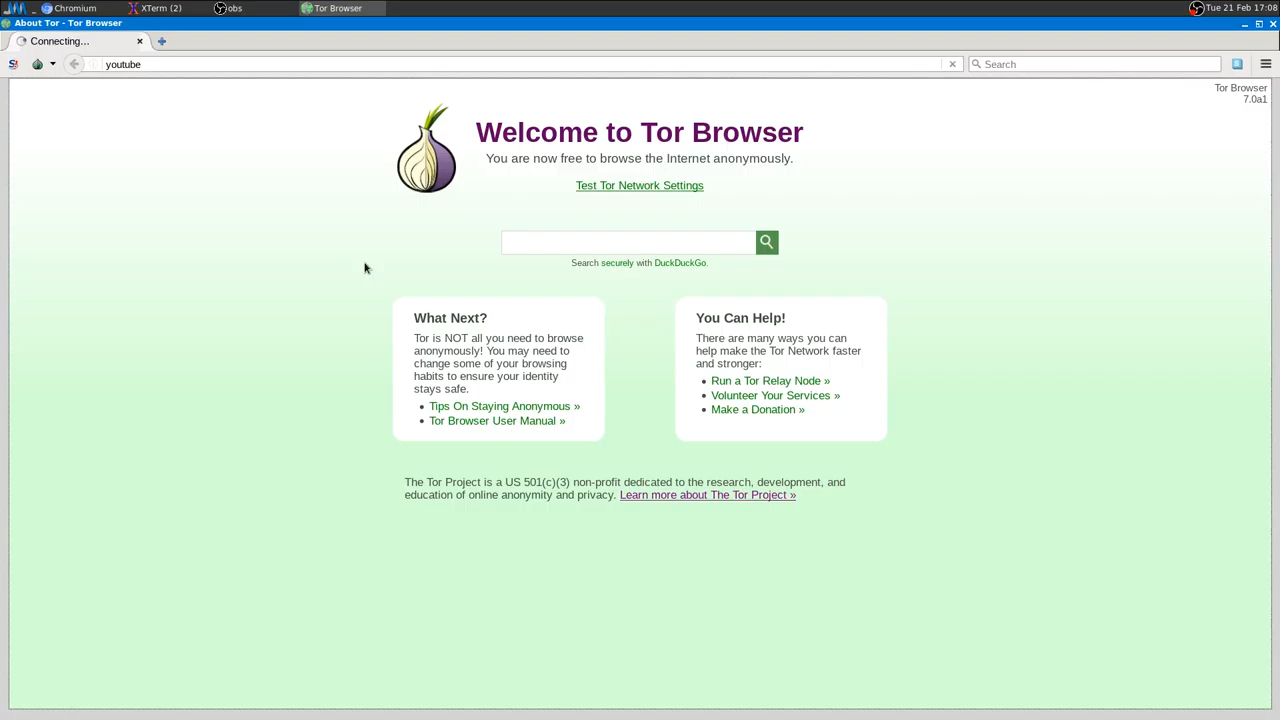 Chromium
XTerm (2)
obs
Tor Browser
Tue 21 Feb 17:08
About Tor - Tor Browser
Connecting…
youtube
Search
Tor Browser
7.0a1
Welcome to Tor Browser
You are now free to browse the Internet anonymously.
Test Tor Network Settings
Search securely with DuckDuckGo.
What Next?
Tor is NOT all you need to browse
anonymously! You may need to
change some of your browsing
habits to ensure your identity
stays safe.
Tips On Staying Anonymous »
Tor Browser User Manual »
You Can Help!
There are many ways you can
help make the Tor Network faster
and stronger:
Run a Tor Relay Node »
Volunteer Your Services »
Make a Donation »
The Tor Project is a US 501(c)(3) non-profit dedicated to the research, development, and
education of online anonymity and privacy. Learn more about The Tor Project »